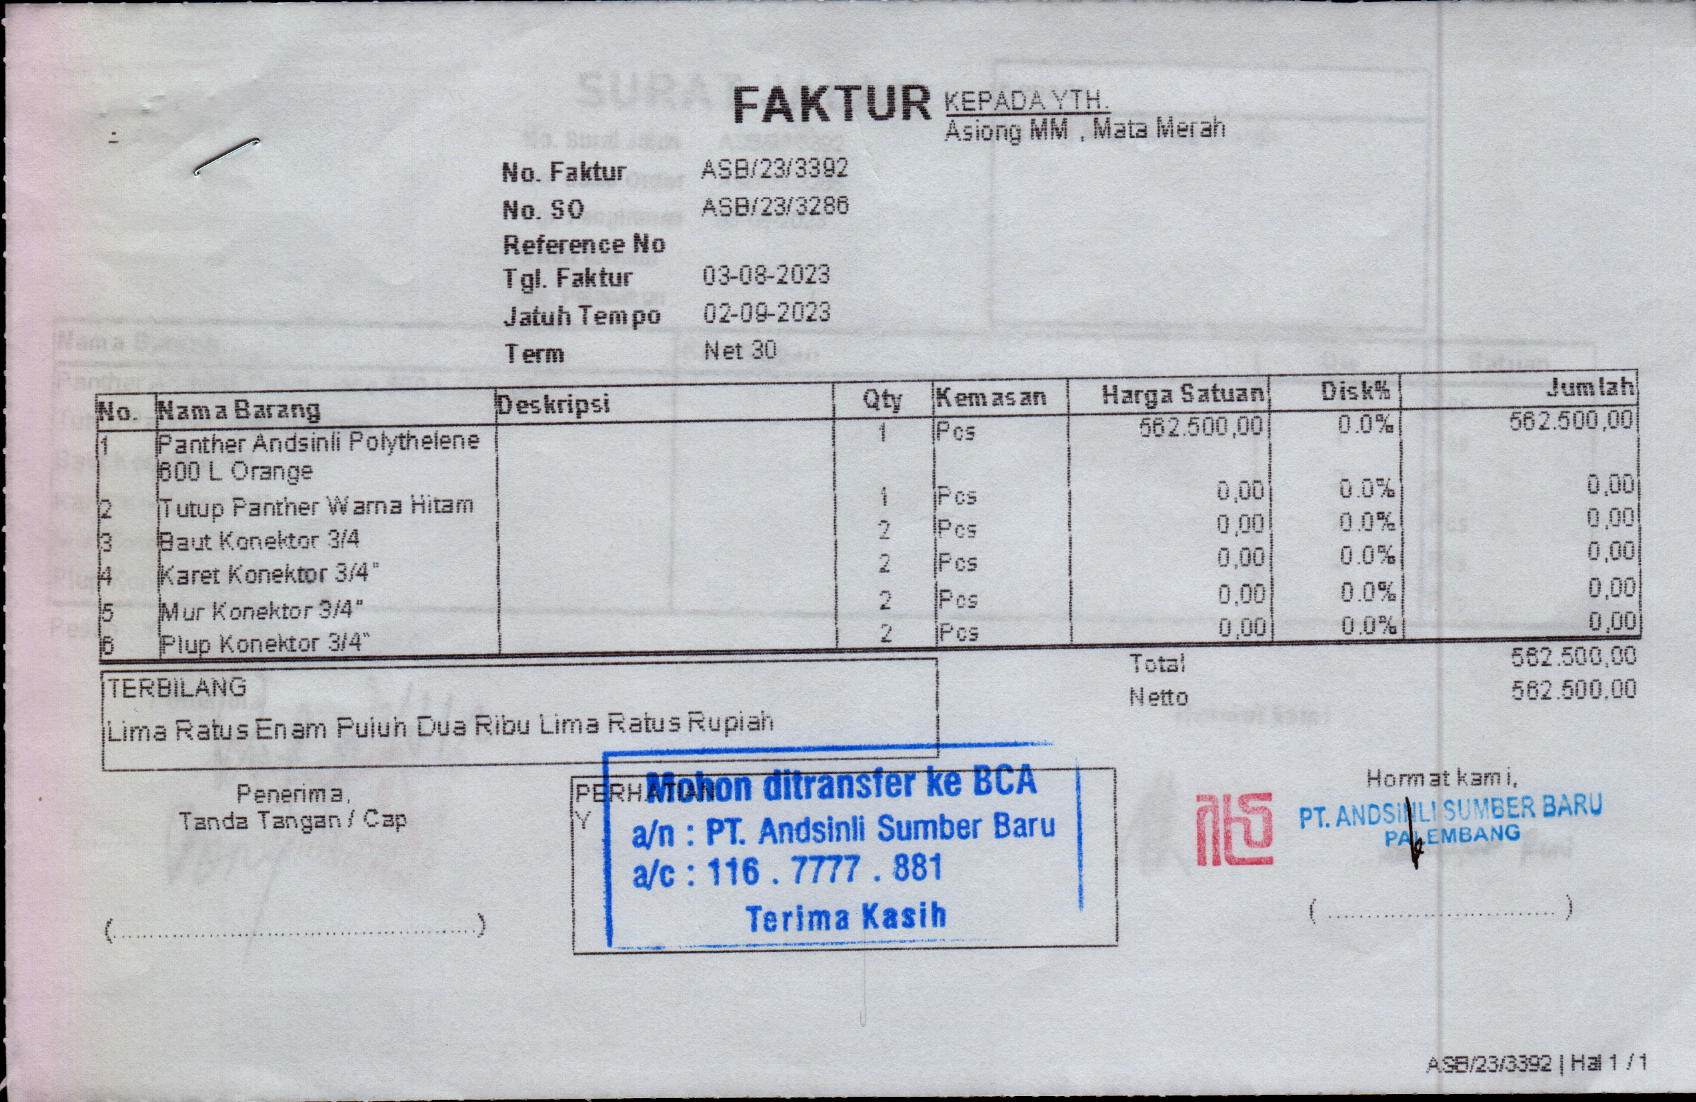 FAKTUR
KEPADA YTH.
Asiong MM , Mata Merah
No. Faktur ASB/23/3392
No. SO ASB/23/3286
Reference No
Tgl. Faktur 03-08-2023
Jatuh Tempo 02-09-2023
Term Net 30
No. Nama Barang Deskripsi Qty Kemasan Harga Satuan Disk% Jumlah
1 Panther Andsinli Polythelene 1 Pcs 562.500,00 0.0% 562.500,00
600 L Orange
2 Tutup Panther Warna Hitam 1 Pcs 0,00 0.0% 0,00
3 Baut Konektor 3/4 2 Pcs 0,00 0.0% 0,00
4 Karet Konektor 3/4" 2 Pcs 0,00 0.0% 0,00
5 Mur Konektor 3/4" 2 Pcs 0,00 0.0% 0,00
6 Plup Konektor 3/4" 2 Pcs 0,00 0.0% 0,00
Total 562.500,00
Netto 562.500,00
TERBILANG
Lima Ratus Enam Puluh Dua Ribu Lima Ratus Rupiah
Penerima,
Tanda Tangan / Cap
(................................................)
PERHATIAN
Y
Mohon ditransfer ke BCA
a/n : PT. Andsinli Sumber Baru
a/c : 116 . 7777 . 881
Terima Kasih
Hormat kami,
PT. ANDSINLI SUMBER BARU
PALEMBANG
( .............................. )
ASB/23/3392 | Hal 1 / 1